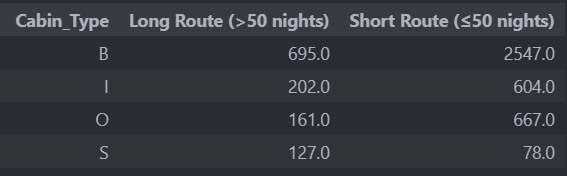 Cabin_Type Long Route (>50 nights) Short Route (≤50 nights)
B 695.0 2547.0
I 202.0 604.0
O 161.0 667.0
S 127.0 78.0